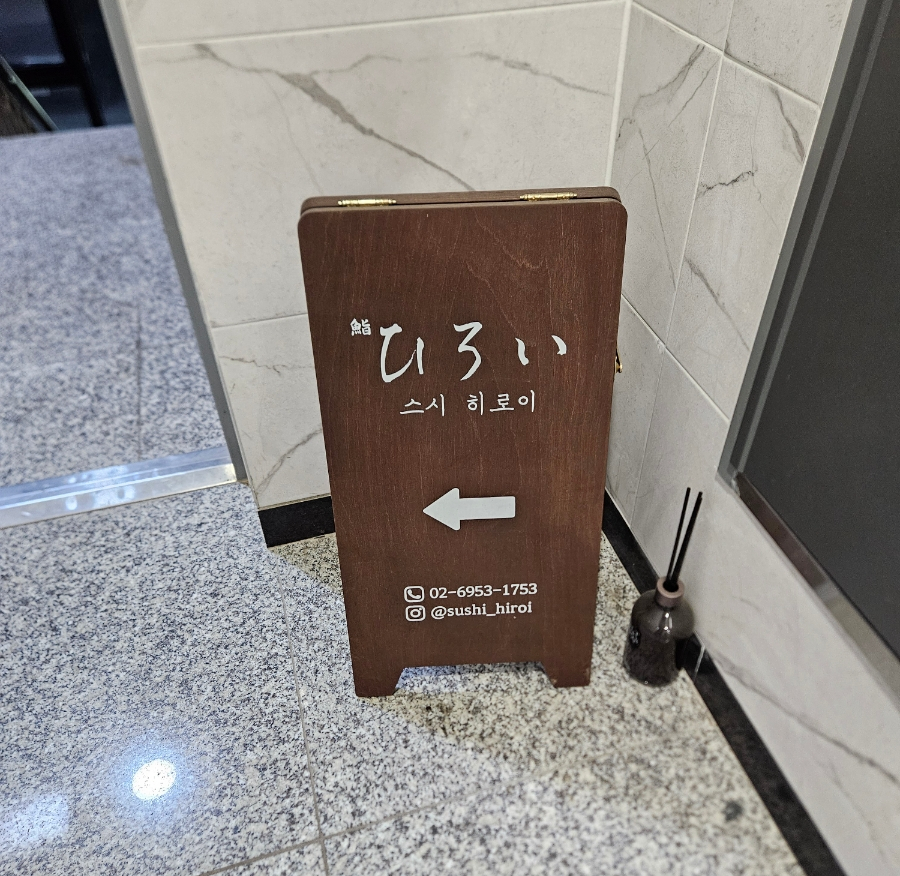 鮨 ひろい
스시 히로이
02-6953-1753
@sushi_hiroi